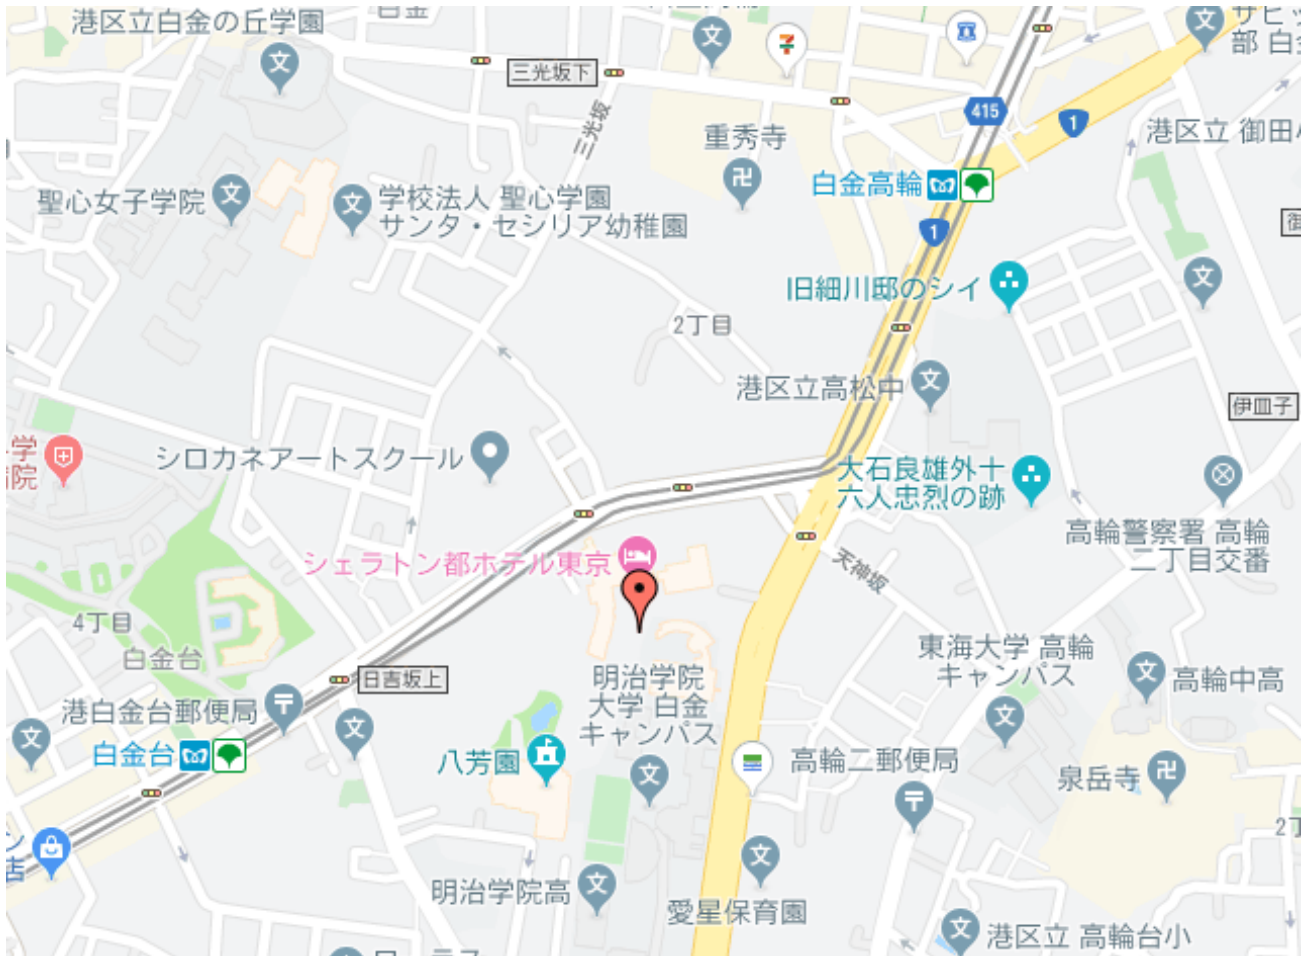 港区立白金の丘学園
白金
三光坂下
三光坂
415
1
重秀寺
白金高輪
港区立 御田
聖心女子学院
学校法人 聖心学園
サンタ・セシリア幼稚園
1
旧細川邸のシイ
2丁目
港区立高松中
伊皿子
学
院
シロカネアートスクール
大石良雄外十
六人忠烈の跡
高輪警察署 高輪
二丁目交番
シェラトン都ホテル東京
天神坂
4丁目
白金台
日吉坂上
明治学院
大学 白金
キャンパス
東海大学 高輪
キャンパス
高輪中高
港白金台郵便局
白金台
八芳園
高輪二郵便局
泉岳寺
店
明治学院高
愛星保育園
港区立 高輪台小